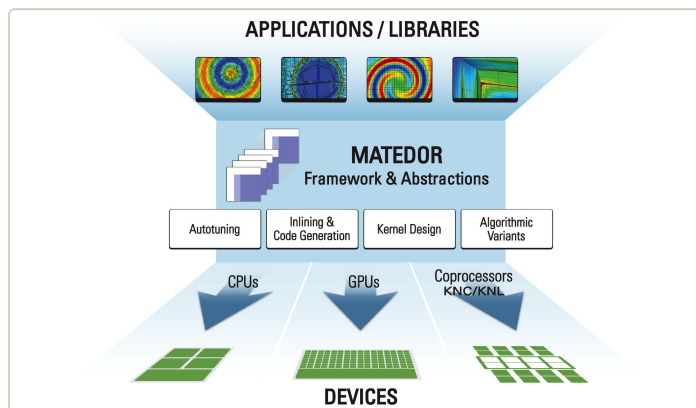 APPLICATIONS / LIBRARIES
MATEDOR
Framework & Abstractions
Autotuning
Inlining &
Code Generation
Kernel Design
Algorithmic
Variants
CPUs
GPUs
Coprocessors
KNC/KNL
DEVICES